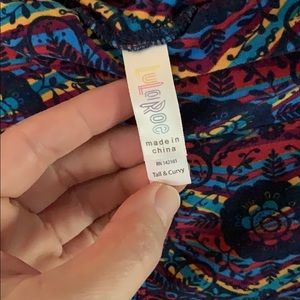 LuLaRoe
made in
china
RN 142161
Tall & Curvy